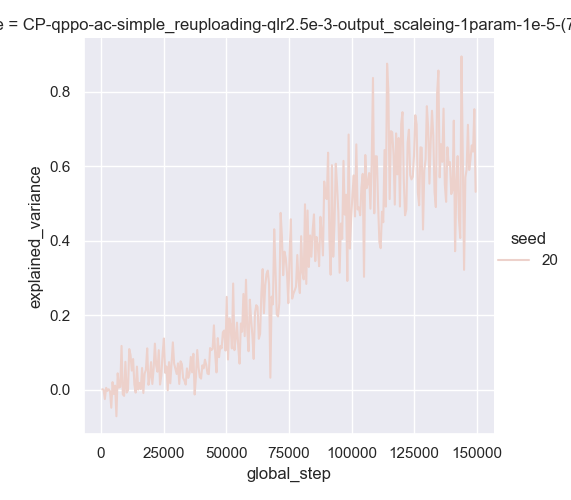 e = CP-qppo-ac-simple_reuploading-qlr2.5e-3-output_scaleing-1param-1e-5-(7
0.8
0.6
0.4
0.2
0.0
explained_variance
seed
20
0 25000 50000 75000 100000 125000 150000
global_step